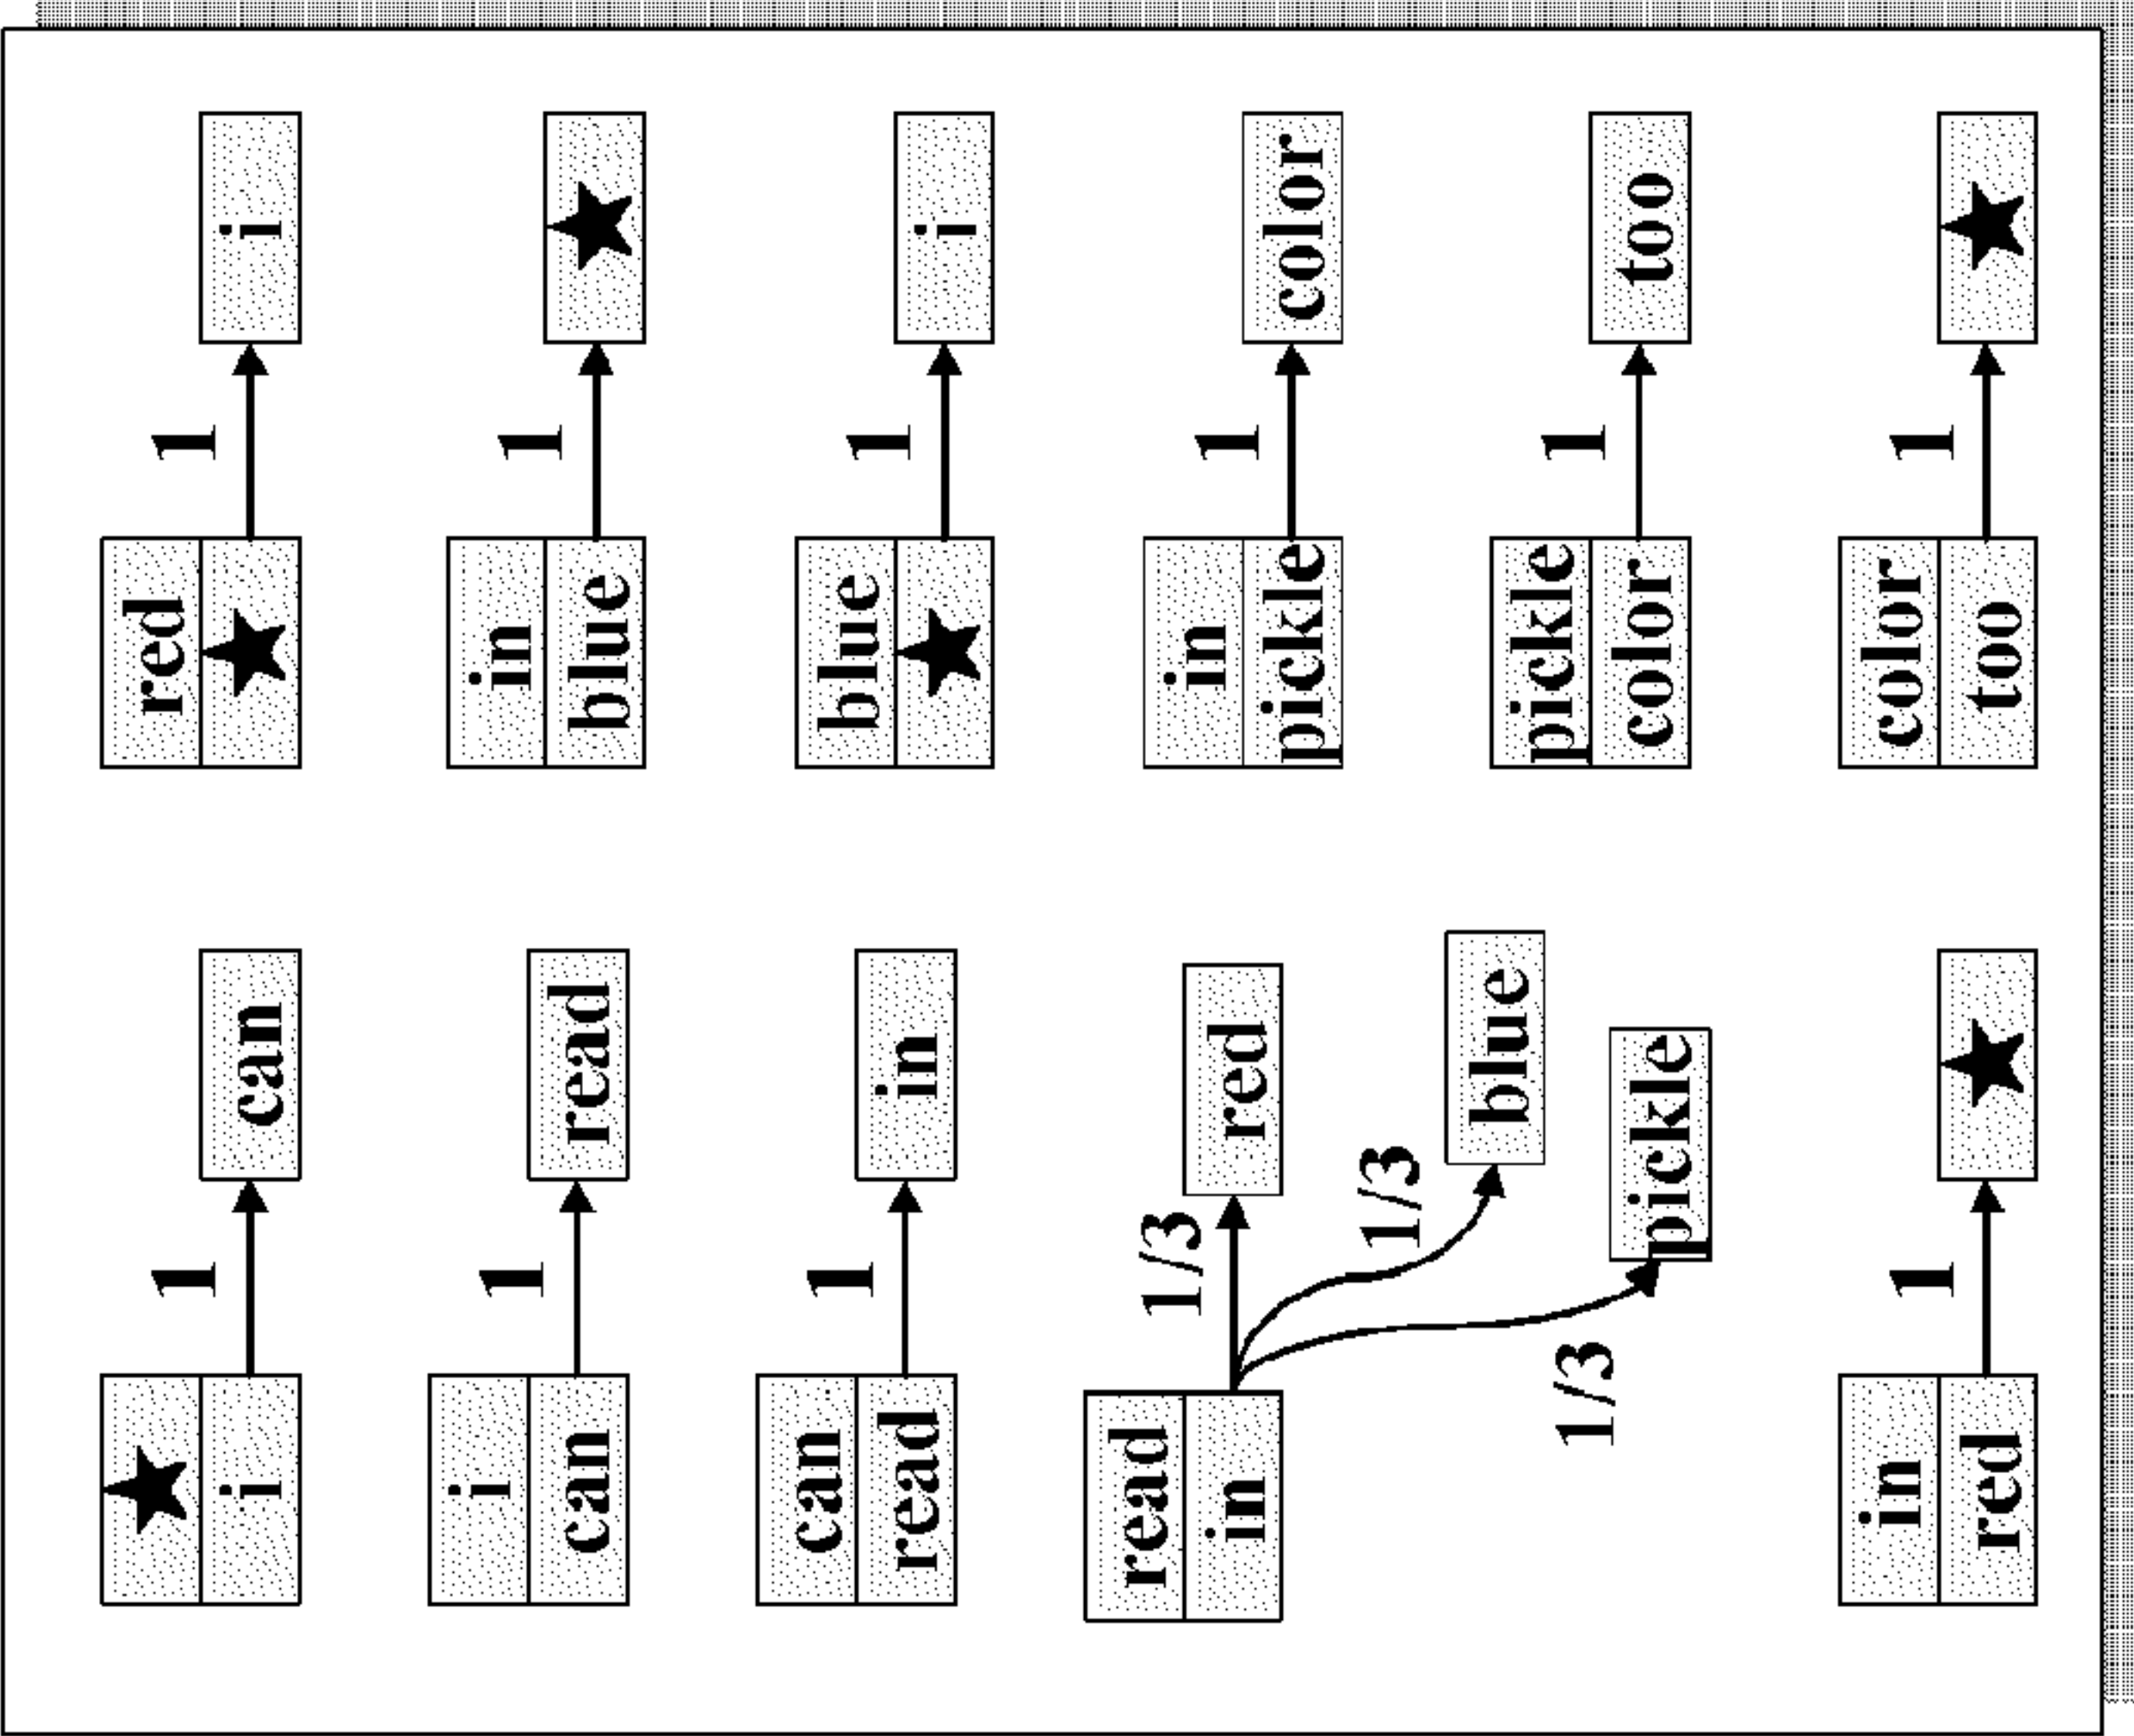 1
i can
i 1
can read
can 1
read in
read 1/3
in red
1/3 blue
1/3 pickle
in 1
red
red 1
i
in 1
blue
blue 1
i
in 1
pickle color
pickle 1
color too
color 1
too